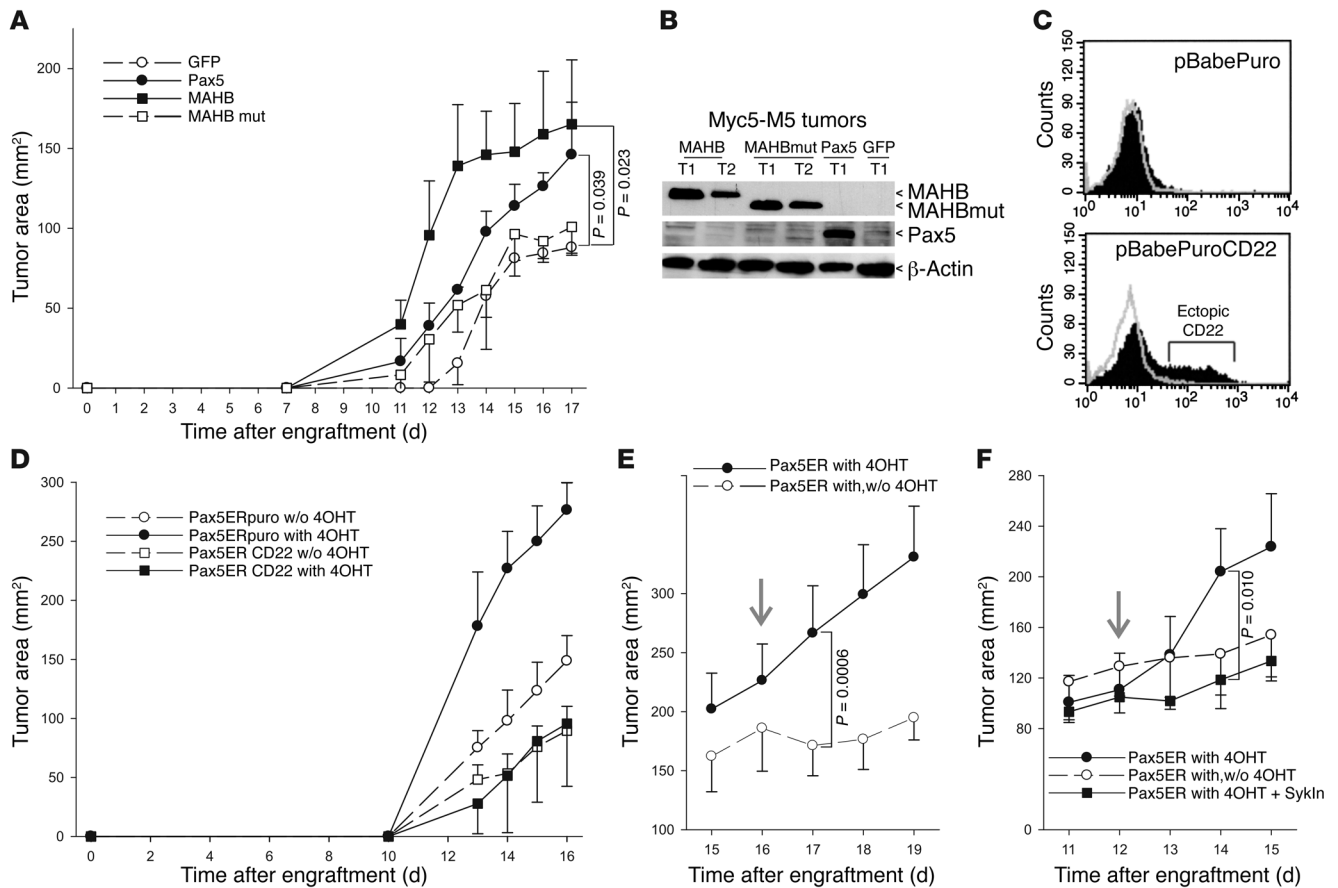 A
200
150
100
50
0
Tumor area (mm²)
GFP
Pax5
MAHB
MAHB mut
P = 0.039
P = 0.023
0 1 2 3 4 5 6 7 8 9 10 11 12 13 14 15 16 17
Time after engraftment (d)
B
Myc5-M5 tumors
MAHB MAHBmut Pax5 GFP
T1 T2 T1 T2 T1 T1
< MAHB
< MAHBmut
< Pax5
< β-Actin
C
pBabePuro
Counts
150
120
90
60
30
0
10⁰ 10¹ 10² 10³ 10⁴
pBabePuroCD22
Ectopic
CD22
Counts
150
120
90
60
30
0
10⁰ 10¹ 10² 10³ 10⁴
D
300
250
200
150
100
50
0
Tumor area (mm²)
Pax5ERpuro w/o 4OHT
Pax5ERpuro with 4OHT
Pax5ER CD22 w/o 4OHT
Pax5ER CD22 with 4OHT
0 2 4 6 8 10 12 14 16
Time after engraftment (d)
E
Pax5ER with 4OHT
Pax5ER with,w/o 4OHT
300
250
200
150
100
Tumor area (mm²)
P = 0.0006
15 16 17 18 19
Time after engraftment (d)
F
280
240
200
160
120
80
0
Tumor area (mm²)
P = 0.010
Pax5ER with 4OHT
Pax5ER with,w/o 4OHT
Pax5ER with 4OHT + SykIn
11 12 13 14 15
Time after engraftment (d)